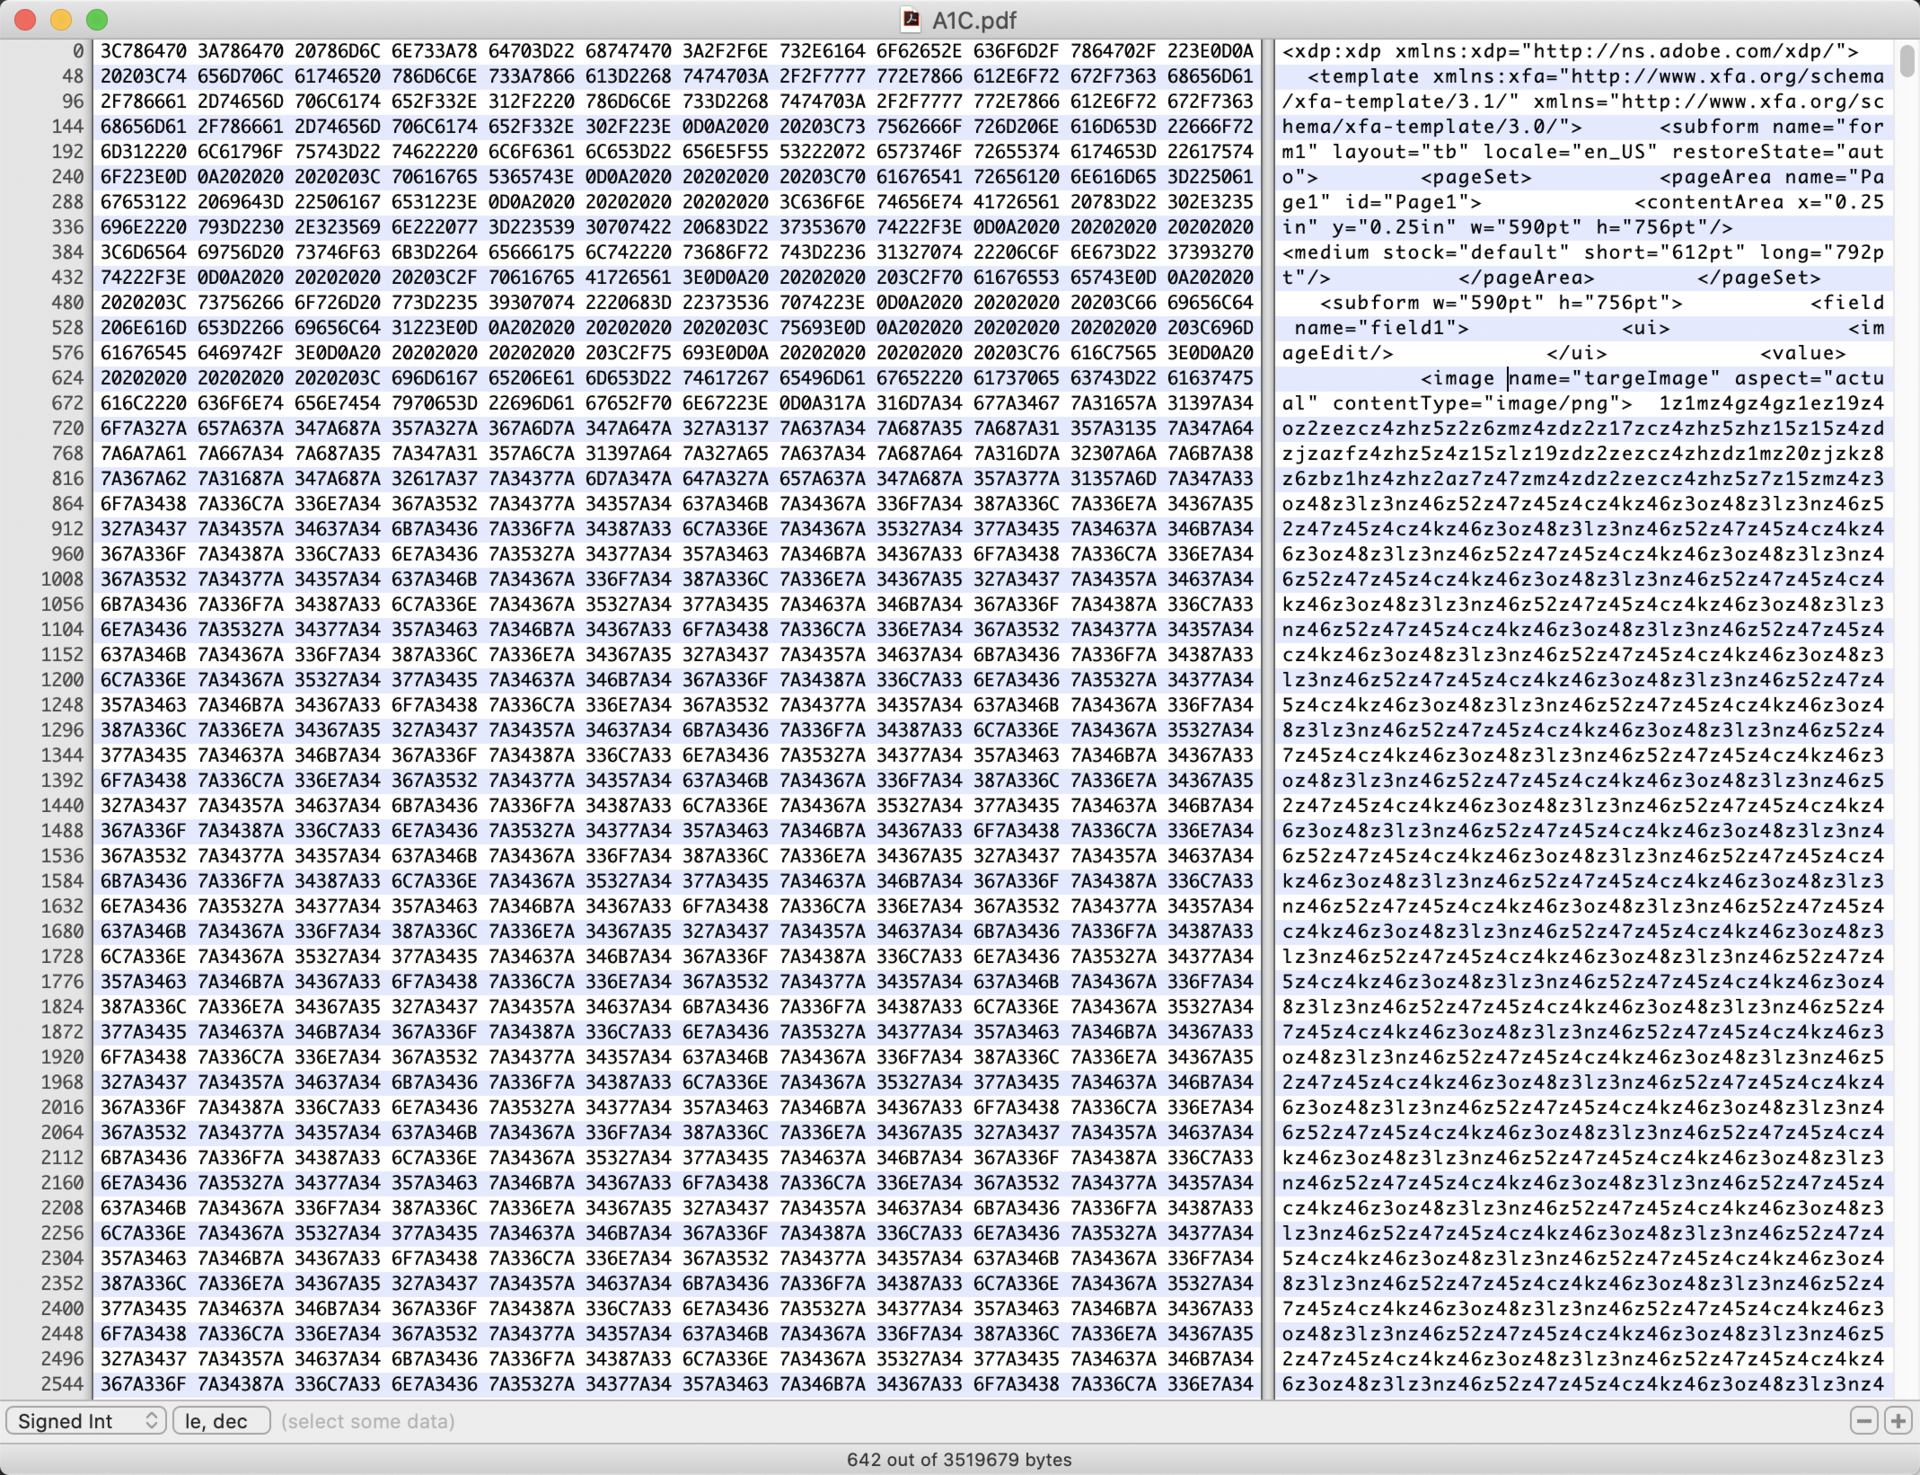 A1C.pdf
0 3C786470 3A786470 20786D6C 6E733A78 64703D22 68747470 3A2F2F6E 732E6164 6F62652E 636F6D2F 7864702F 223E0D0A <xdp:xdp xmlns:xdp="http://ns.adobe.com/xdp/">
48 20203C74 656D706C 61746520 786D6C6E 733A7866 613D2268 7474703A 2F2F7777 772E7866 612E6F72 672F7363 68656D61 <template xmlns:xfa="http://www.xfa.org/schema
96 2F786661 2D74656D 706C6174 652F332E 312F2220 786D6C6E 733D2268 7474703A 2F2F7777 772E7866 612E6F72 672F7363 /xfa-template/3.1/" xmlns="http://www.xfa.org/sc
144 68656D61 2F786661 2D74656D 706C6174 652F332E 302F223E 0D0A2020 20203C73 7562666F 726D206E 616D653D 22666F72 hema/xfa-template/3.0/"> <subform name="for
192 6D312220 6C61796F 75743D22 74622220 6C6F6361 6C653D22 656E5F55 53222072 6573746F 72655374 6174653D 22617574 m1" layout="tb" locale="en_US" restoreState="aut
240 6F223E0D 0A202020 2020203C 70616765 5365743E 0D0A2020 20202020 20203C70 61676541 72656120 6E616D65 3D225061 o"> <pageSet> <pageArea name="Pa
288 67653122 2069643D 22506167 6531223E 0D0A2020 20202020 20202020 3C636F6E 74656E74 41726561 20783D22 302E3235 ge1" id="Page1"> <contentArea x="0.25
336 696E2220 793D2230 2E323569 6E222077 3D223539 30707422 20683D22 37353670 74222F3E 0D0A2020 20202020 20202020 in" y="0.25in" w="590pt" h="756pt"/>
384 3C6D6564 69756D20 73746F63 6B3D2264 65666175 6C742220 73686F72 743D2236 31327074 22206C6F 6E673D22 37393270 <medium stock="default" short="612pt" long="792p
432 74222F3E 0D0A2020 20202020 20203C2F 70616765 41726561 3E0D0A20 20202020 203C2F70 61676553 65743E0D 0A202020 t"/> </pageArea> </pageSet>
480 2020203C 73756266 6F726D20 773D2235 39307074 2220683D 22373536 7074223E 0D0A2020 20202020 20203C66 69656C64 <subform w="590pt" h="756pt"> <field
528 206E616D 653D2266 69656C64 31223E0D 0A202020 20202020 2020203C 75693E0D 0A202020 20202020 20202020 203C696D name="field1"> <ui> <im
576 61676545 6469742F 3E0D0A20 20202020 20202020 203C2F75 693E0D0A 20202020 20202020 20203C76 616C7565 3E0D0A20 ageEdit/> </ui> <value>
624 20202020 20202020 2020203C 696D6167 65206E61 6D653D22 74617267 65496D61 67652220 61737065 63743D22 61637475 <image name="targeImage" aspect="actu
672 616C2220 636F6E74 656E7454 7970653D 22696D61 67652F70 6E67223E 0D0A317A 316D7A34 677A3467 7A31657A 31397A34 al" contentType="image/png"> 1z1mz4gz4gz1ez19z4
720 6F7A327A 657A637A 347A687A 357A327A 367A6D7A 347A647A 327A3137 7A637A34 7A687A35 7A687A31 357A3135 7A347A64 oz2zezcz4zhz5z2z6zmz4zdz2z17zcz4zhz5zhz15z15z4zd
768 7A6A7A61 7A667A34 7A687A35 7A347A31 357A6C7A 31397A64 7A327A65 7A637A34 7A687A64 7A316D7A 32307A6A 7A6B7A38 zjzazfz4zhz5z4z15zlz19zdz2zezcz4zhzdz1mz20zjzkz8
816 7A367A62 7A31687A 347A687A 32617A37 7A34377A 6D7A347A 647A327A 657A637A 347A687A 357A377A 31357A6D 7A347A33 z6zbz1hz4zhz2az7z47zmz4zdz2zezcz4zhz5z7z15zmz4z3
864 6F7A3438 7A336C7A 336E7A34 367A3532 7A34377A 34357A34 637A346B 7A34367A 336F7A34 387A336C 7A336E7A 34367A35 oz48z3lz3nz46z52z47z45z4cz4kz46z3oz48z3lz3nz46z5
912 327A3437 7A34357A 34637A34 6B7A3436 7A336F7A 34387A33 6C7A336E 7A34367A 35327A34 377A3435 7A34637A 346B7A34 2z47z45z4cz4kz46z3oz48z3lz3nz46z52z47z45z4cz4kz4
960 367A336F 7A34387A 336C7A33 6E7A3436 7A35327A 34377A34 357A3463 7A346B7A 34367A33 6F7A3438 7A336C7A 336E7A34 6z3oz48z3lz3nz46z52z47z45z4cz4kz46z3oz48z3lz3nz4
1008 367A3532 7A34377A 34357A34 637A346B 7A34367A 336F7A34 387A336C 7A336E7A 34367A35 327A3437 7A34357A 34637A34 6z52z47z45z4cz4kz46z3oz48z3lz3nz46z52z47z45z4cz4
1056 6B7A3436 7A336F7A 34387A33 6C7A336E 7A34367A 35327A34 377A3435 7A34637A 346B7A34 367A336F 7A34387A 336C7A33 kz46z3oz48z3lz3nz46z52z47z45z4cz4kz46z3oz48z3lz3
1104 6E7A3436 7A35327A 34377A34 357A3463 7A346B7A 34367A33 6F7A3438 7A336C7A 336E7A34 367A3532 7A34377A 34357A34 nz46z52z47z45z4cz4kz46z3oz48z3lz3nz46z52z47z45z4
1152 637A346B 7A34367A 336F7A34 387A336C 7A336E7A 34367A35 327A3437 7A34357A 34637A34 6B7A3436 7A336F7A 34387A33 cz4kz46z3oz48z3lz3nz46z52z47z45z4cz4kz46z3oz48z3
1200 6C7A336E 7A34367A 35327A34 377A3435 7A34637A 346B7A34 367A336F 7A34387A 336C7A33 6E7A3436 7A35327A 34377A34 lz3nz46z52z47z45z4cz4kz46z3oz48z3lz3nz46z52z47z4
1248 357A3463 7A346B7A 34367A33 6F7A3438 7A336C7A 336E7A34 367A3532 7A34377A 34357A34 637A346B 7A34367A 336F7A34 5z4cz4kz46z3oz48z3lz3nz46z52z47z45z4cz4kz46z3oz4
1296 387A336C 7A336E7A 34367A35 327A3437 7A34357A 34637A34 6B7A3436 7A336F7A 34387A33 6C7A336E 7A34367A 35327A34 8z3lz3nz46z52z47z45z4cz4kz46z3oz48z3lz3nz46z52z4
1344 377A3435 7A34637A 346B7A34 367A336F 7A34387A 336C7A33 6E7A3436 7A35327A 34377A34 357A3463 7A346B7A 34367A33 7z45z4cz4kz46z3oz48z3lz3nz46z52z47z45z4cz4kz46z3
1392 6F7A3438 7A336C7A 336E7A34 367A3532 7A34377A 34357A34 637A346B 7A34367A 336F7A34 387A336C 7A336E7A 34367A35 oz48z3lz3nz46z52z47z45z4cz4kz46z3oz48z3lz3nz46z5
1440 327A3437 7A34357A 34637A34 6B7A3436 7A336F7A 34387A33 6C7A336E 7A34367A 35327A34 377A3435 7A34637A 346B7A34 2z47z45z4cz4kz46z3oz48z3lz3nz46z52z47z45z4cz4kz4
1488 367A336F 7A34387A 336C7A33 6E7A3436 7A35327A 34377A34 357A3463 7A346B7A 34367A33 6F7A3438 7A336C7A 336E7A34 6z3oz48z3lz3nz46z52z47z45z4cz4kz46z3oz48z3lz3nz4
1536 367A3532 7A34377A 34357A34 637A346B 7A34367A 336F7A34 387A336C 7A336E7A 34367A35 327A3437 7A34357A 34637A34 6z52z47z45z4cz4kz46z3oz48z3lz3nz46z52z47z45z4cz4
1584 6B7A3436 7A336F7A 34387A33 6C7A336E 7A34367A 35327A34 377A3435 7A34637A 346B7A34 367A336F 7A34387A 336C7A33 kz46z3oz48z3lz3nz46z52z47z45z4cz4kz46z3oz48z3lz3
1632 6E7A3436 7A35327A 34377A34 357A3463 7A346B7A 34367A33 6F7A3438 7A336C7A 336E7A34 367A3532 7A34377A 34357A34 nz46z52z47z45z4cz4kz46z3oz48z3lz3nz46z52z47z45z4
1680 637A346B 7A34367A 336F7A34 387A336C 7A336E7A 34367A35 327A3437 7A34357A 34637A34 6B7A3436 7A336F7A 34387A33 cz4kz46z3oz48z3lz3nz46z52z47z45z4cz4kz46z3oz48z3
1728 6C7A336E 7A34367A 35327A34 377A3435 7A34637A 346B7A34 367A336F 7A34387A 336C7A33 6E7A3436 7A35327A 34377A34 lz3nz46z52z47z45z4cz4kz46z3oz48z3lz3nz46z52z47z4
1776 357A3463 7A346B7A 34367A33 6F7A3438 7A336C7A 336E7A34 367A3532 7A34377A 34357A34 637A346B 7A34367A 336F7A34 5z4cz4kz46z3oz48z3lz3nz46z52z47z45z4cz4kz46z3oz4
1824 387A336C 7A336E7A 34367A35 327A3437 7A34357A 34637A34 6B7A3436 7A336F7A 34387A33 6C7A336E 7A34367A 35327A34 8z3lz3nz46z52z47z45z4cz4kz46z3oz48z3lz3nz46z52z4
1872 377A3435 7A34637A 346B7A34 367A336F 7A34387A 336C7A33 6E7A3436 7A35327A 34377A34 357A3463 7A346B7A 34367A33 7z45z4cz4kz46z3oz48z3lz3nz46z52z47z45z4cz4kz46z3
1920 6F7A3438 7A336C7A 336E7A34 367A3532 7A34377A 34357A34 637A346B 7A34367A 336F7A34 387A336C 7A336E7A 34367A35 oz48z3lz3nz46z52z47z45z4cz4kz46z3oz48z3lz3nz46z5
1968 327A3437 7A34357A 34637A34 6B7A3436 7A336F7A 34387A33 6C7A336E 7A34367A 35327A34 377A3435 7A34637A 346B7A34 2z47z45z4cz4kz46z3oz48z3lz3nz46z52z47z45z4cz4kz4
2016 367A336F 7A34387A 336C7A33 6E7A3436 7A35327A 34377A34 357A3463 7A346B7A 34367A33 6F7A3438 7A336C7A 336E7A34 6z3oz48z3lz3nz46z52z47z45z4cz4kz46z3oz48z3lz3nz4
2064 367A3532 7A34377A 34357A34 637A346B 7A34367A 336F7A34 387A336C 7A336E7A 34367A35 327A3437 7A34357A 34637A34 6z52z47z45z4cz4kz46z3oz48z3lz3nz46z52z47z45z4cz4
2112 6B7A3436 7A336F7A 34387A33 6C7A336E 7A34367A 35327A34 377A3435 7A34637A 346B7A34 367A336F 7A34387A 336C7A33 kz46z3oz48z3lz3nz46z52z47z45z4cz4kz46z3oz48z3lz3
2160 6E7A3436 7A35327A 34377A34 357A3463 7A346B7A 34367A33 6F7A3438 7A336C7A 336E7A34 367A3532 7A34377A 34357A34 nz46z52z47z45z4cz4kz46z3oz48z3lz3nz46z52z47z45z4
2208 637A346B 7A34367A 336F7A34 387A336C 7A336E7A 34367A35 327A3437 7A34357A 34637A34 6B7A3436 7A336F7A 34387A33 cz4kz46z3oz48z3lz3nz46z52z47z45z4cz4kz46z3oz48z3
2256 6C7A336E 7A34367A 35327A34 377A3435 7A34637A 346B7A34 367A336F 7A34387A 336C7A33 6E7A3436 7A35327A 34377A34 lz3nz46z52z47z45z4cz4kz46z3oz48z3lz3nz46z52z47z4
2304 357A3463 7A346B7A 34367A33 6F7A3438 7A336C7A 336E7A34 367A3532 7A34377A 34357A34 637A346B 7A34367A 336F7A34 5z4cz4kz46z3oz48z3lz3nz46z52z47z45z4cz4kz46z3oz4
2352 387A336C 7A336E7A 34367A35 327A3437 7A34357A 34637A34 6B7A3436 7A336F7A 34387A33 6C7A336E 7A34367A 35327A34 8z3lz3nz46z52z47z45z4cz4kz46z3oz48z3lz3nz46z52z4
2400 377A3435 7A34637A 346B7A34 367A336F 7A34387A 336C7A33 6E7A3436 7A35327A 34377A34 357A3463 7A346B7A 34367A33 7z45z4cz4kz46z3oz48z3lz3nz46z52z47z45z4cz4kz46z3
2448 6F7A3438 7A336C7A 336E7A34 367A3532 7A34377A 34357A34 637A346B 7A34367A 336F7A34 387A336C 7A336E7A 34367A35 oz48z3lz3nz46z52z47z45z4cz4kz46z3oz48z3lz3nz46z5
2496 327A3437 7A34357A 34637A34 6B7A3436 7A336F7A 34387A33 6C7A336E 7A34367A 35327A34 377A3435 7A34637A 346B7A34 2z47z45z4cz4kz46z3oz48z3lz3nz46z52z47z45z4cz4kz4
2544 367A336F 7A34387A 336C7A33 6E7A3436 7A35327A 34377A34 357A3463 7A346B7A 34367A33 6F7A3438 7A336C7A 336E7A34 6z3oz48z3lz3nz46z52z47z45z4cz4kz46z3oz48z3lz3nz4
Signed Int le, dec (select some data)
642 out of 3519679 bytes